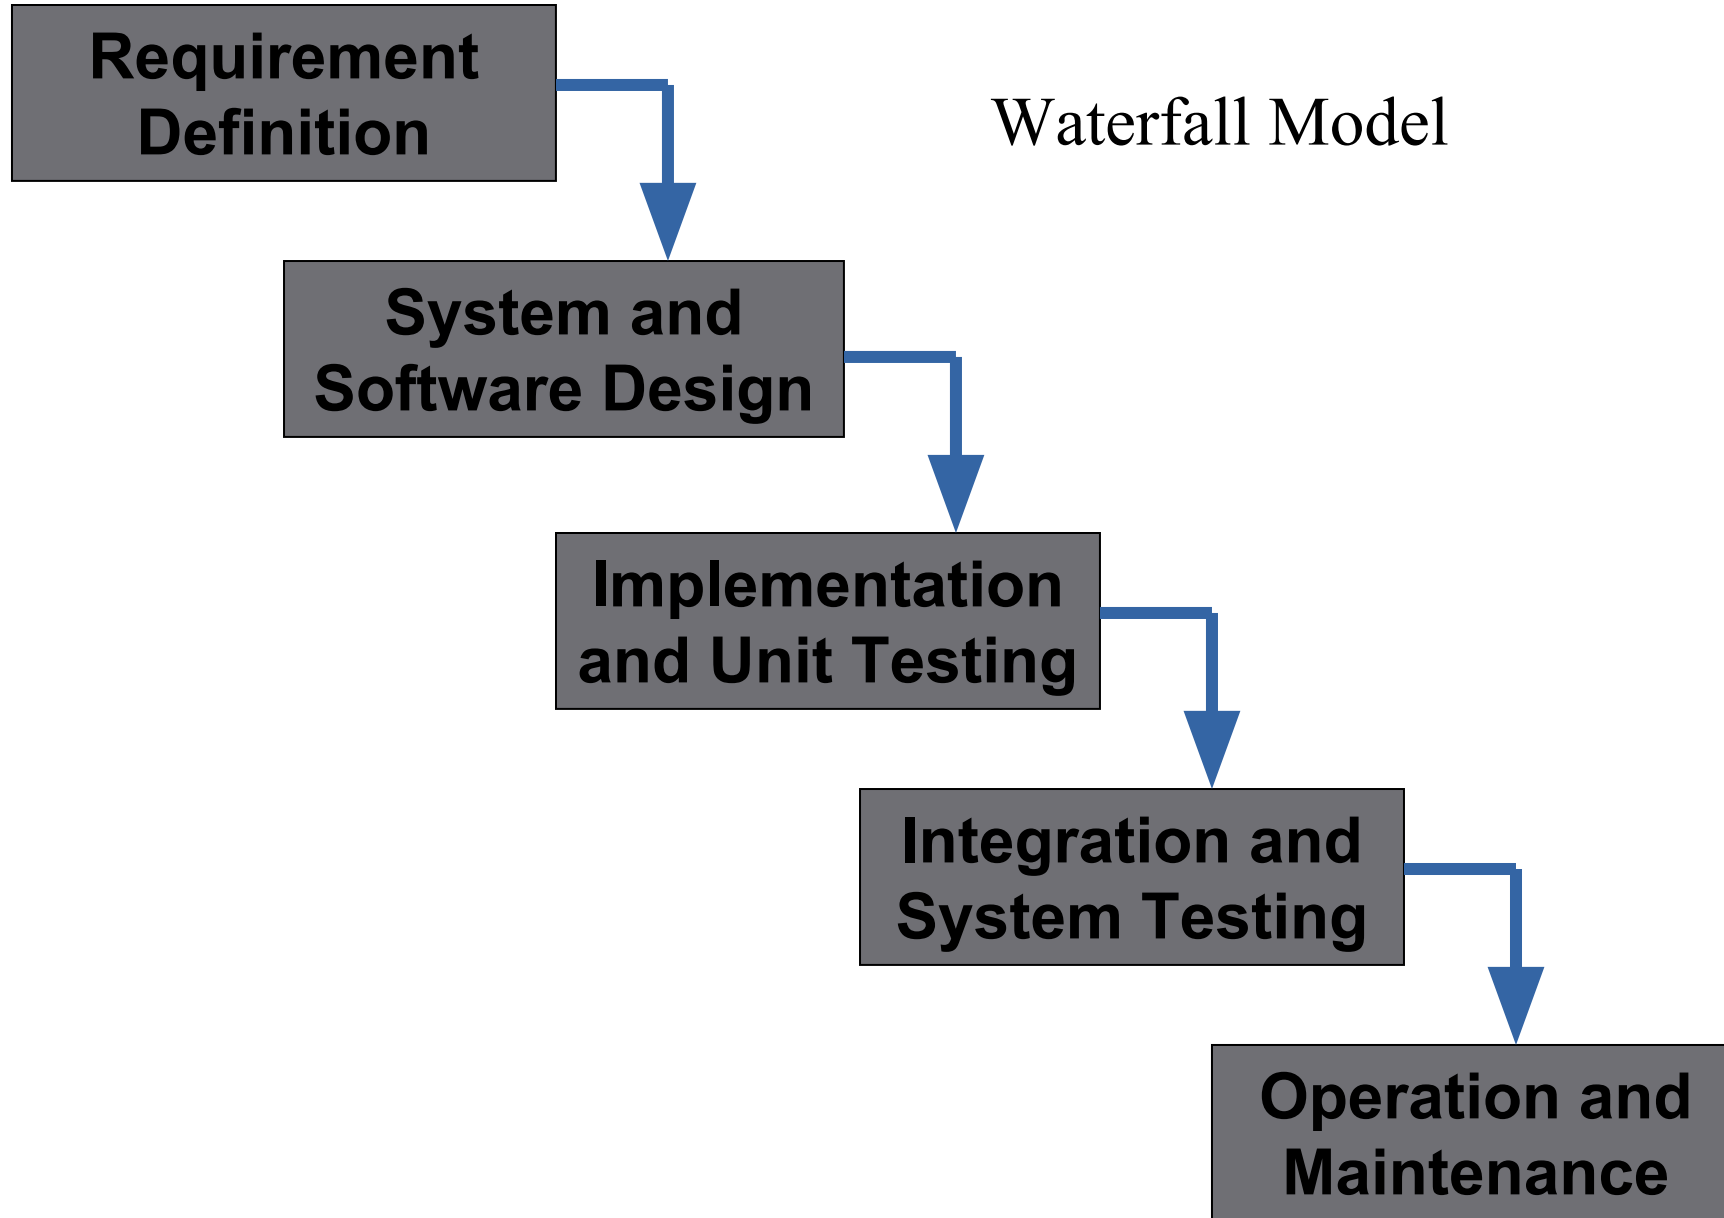 Requirement
Definition
Waterfall Model
System and
Software Design
Implementation
and Unit Testing
Integration and
System Testing
Operation and
Maintenance